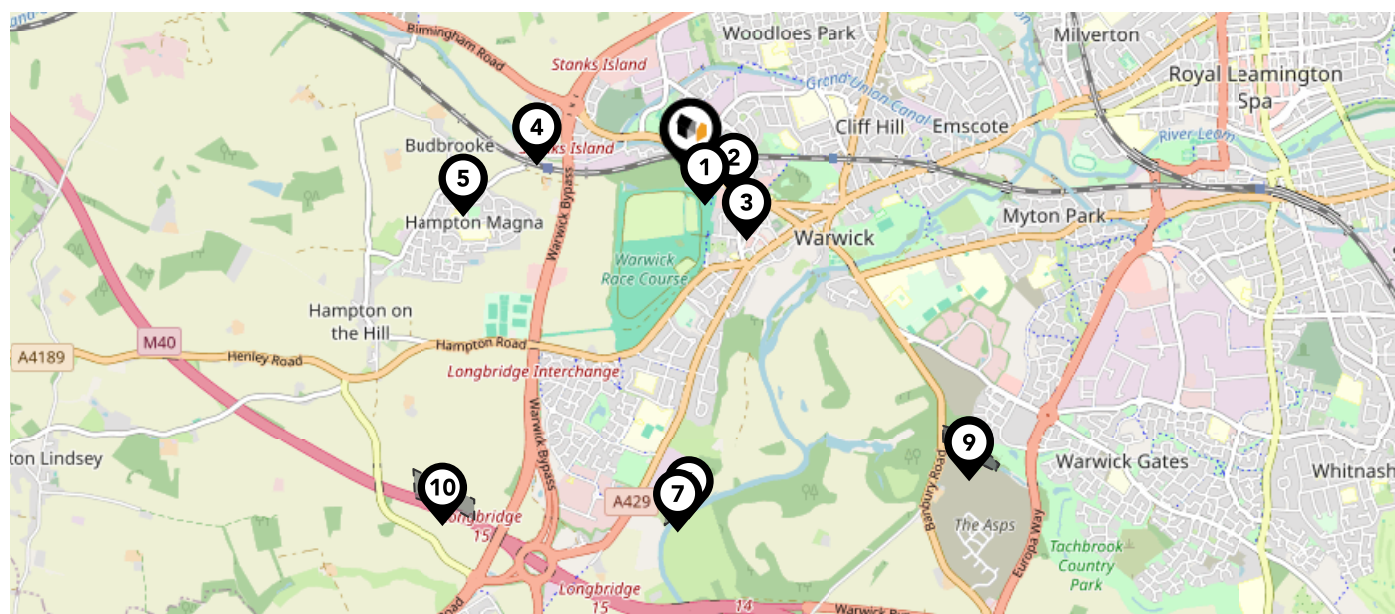 Birmingham Road
Woodloes Park
Milverton
Stanks Island
Grand Union Canal
Royal Leamington
Spa
4
Cliff Hill
Emscote
River Leam
Budbrooke
Island
1
2
5
3
Hampton Magna
Warwick Bypass
Myton Park
Warwick
Warwick
Race Course
Hampton on
the Hill
M40
A4189
Henley Road
Hampton Road
Longbridge Interchange
Warwick Bypass
9
ton Lindsey
Warwick Gates
Whitnash
10
7
A429
Banbury Road
Longbridge
15
The Asps
Europa Way
Tachbrook
Country
Park
Longbridge
15
14
Road